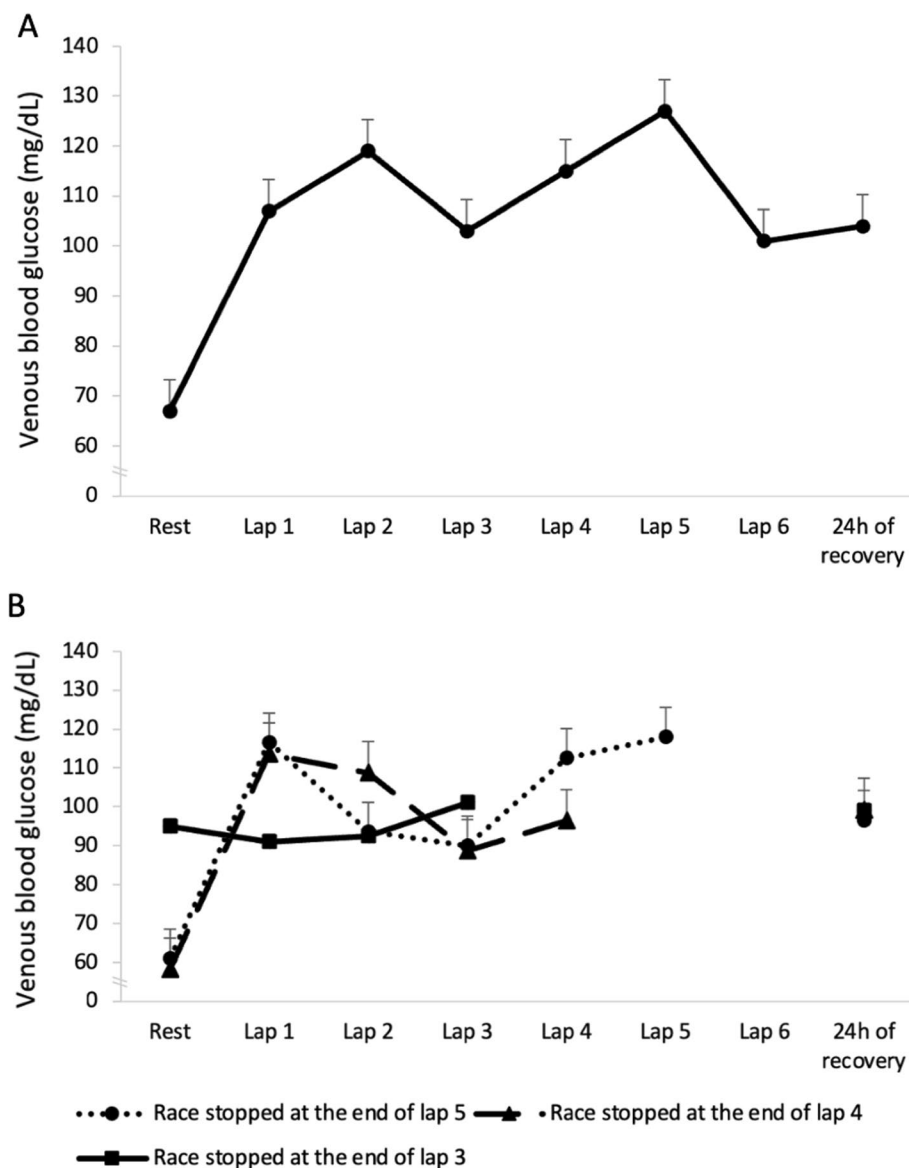 A
Venous blood glucose (mg/dL)
140
130
120
110
100
90
80
70
60
0
Rest Lap 1 Lap 2 Lap 3 Lap 4 Lap 5 Lap 6 24h of
recovery
B
Venous blood glucose (mg/dL)
140
130
120
110
100
90
80
70
60
0
Rest Lap 1 Lap 2 Lap 3 Lap 4 Lap 5 Lap 6 24h of
recovery
Race stopped at the end of lap 5 Race stopped at the end of lap 4
Race stopped at the end of lap 3